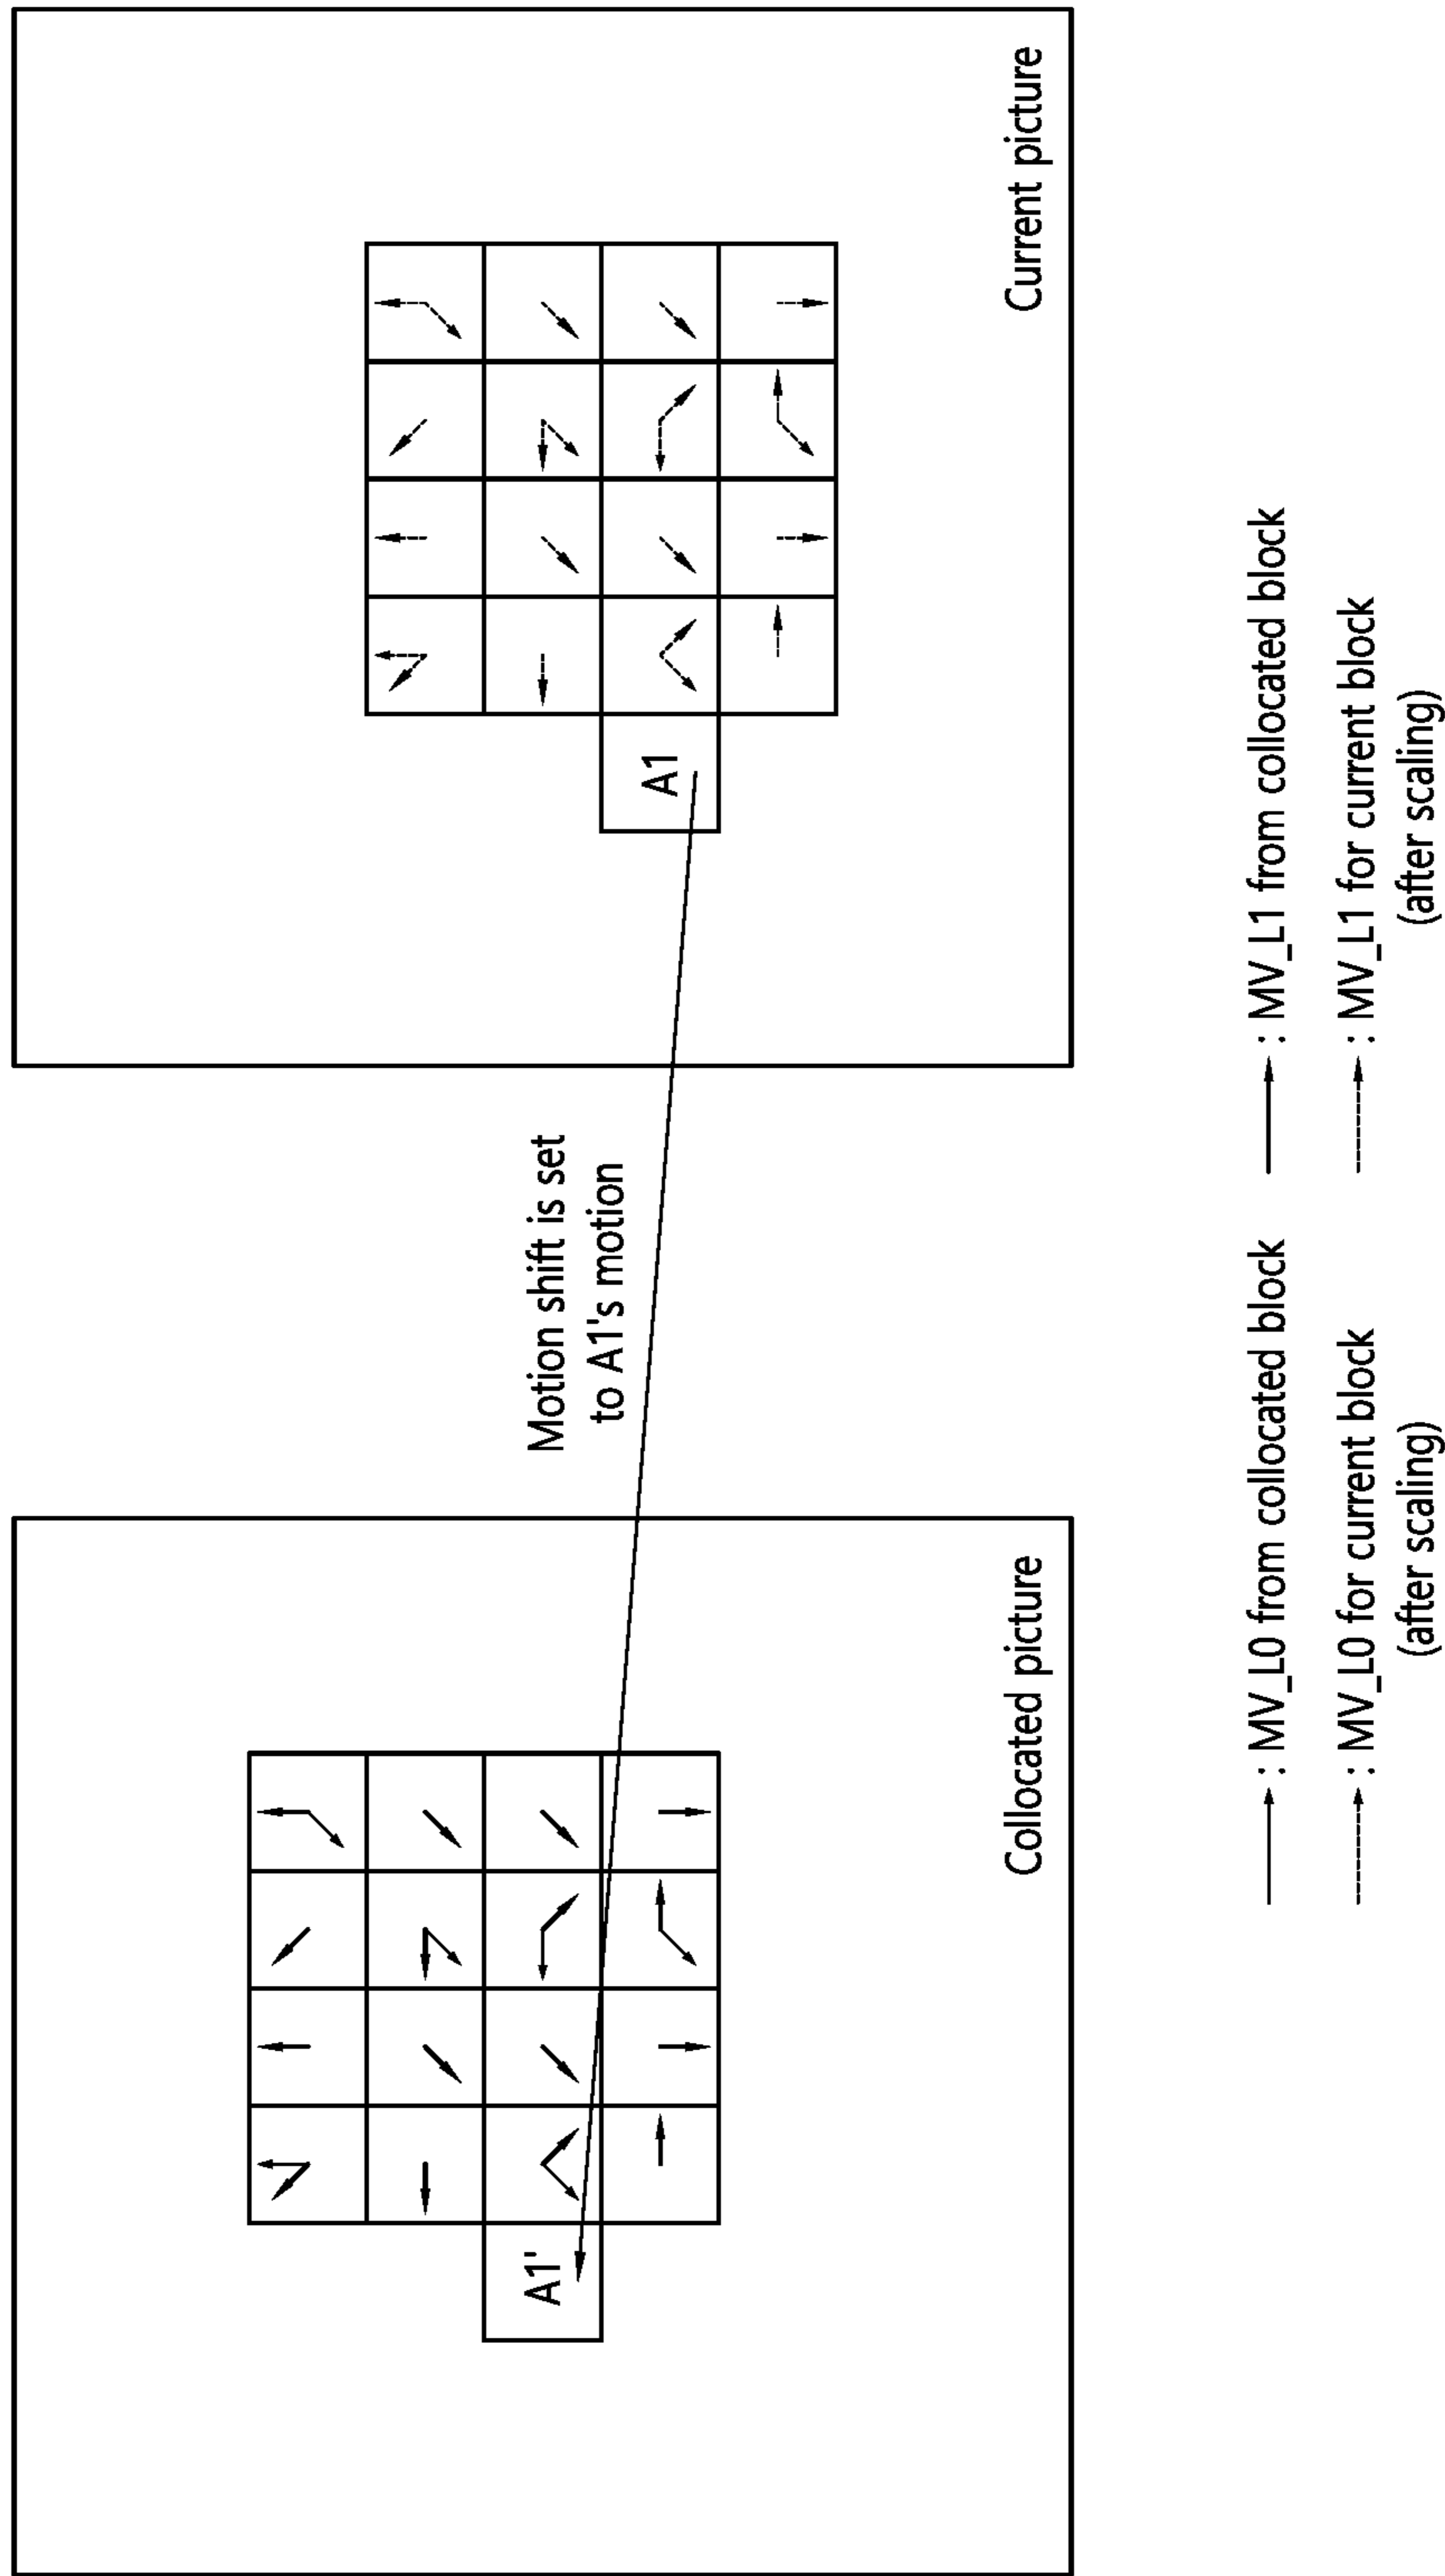 A1'
Motion shift is set
to A1's motion
A1
Collocated picture
Current picture
: MV_L0 from collocated block
: MV_L1 from collocated block
: MV_L0 for current block
(after scaling)
: MV_L1 for current block
(after scaling)